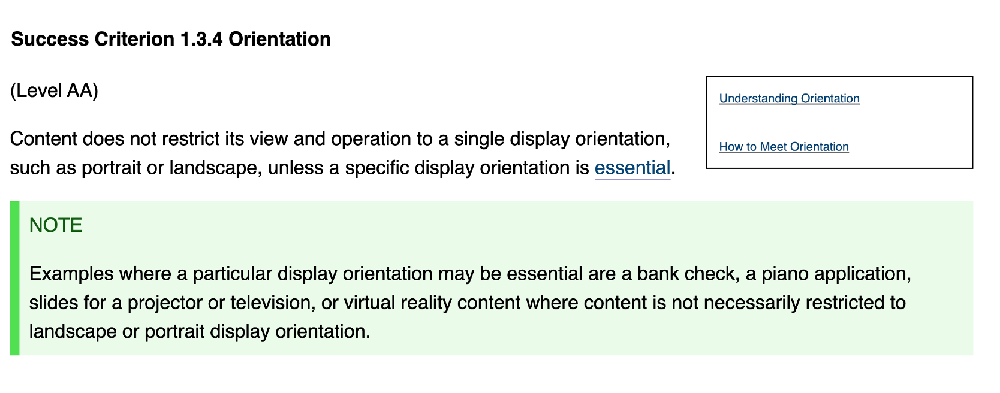 Success Criterion 1.3.4 Orientation
(Level AA)
Understanding Orientation
How to Meet Orientation
Content does not restrict its view and operation to a single display orientation,
such as portrait or landscape, unless a specific display orientation is essential.
NOTE
Examples where a particular display orientation may be essential are a bank check, a piano application,
slides for a projector or television, or virtual reality content where content is not necessarily restricted to
landscape or portrait display orientation.